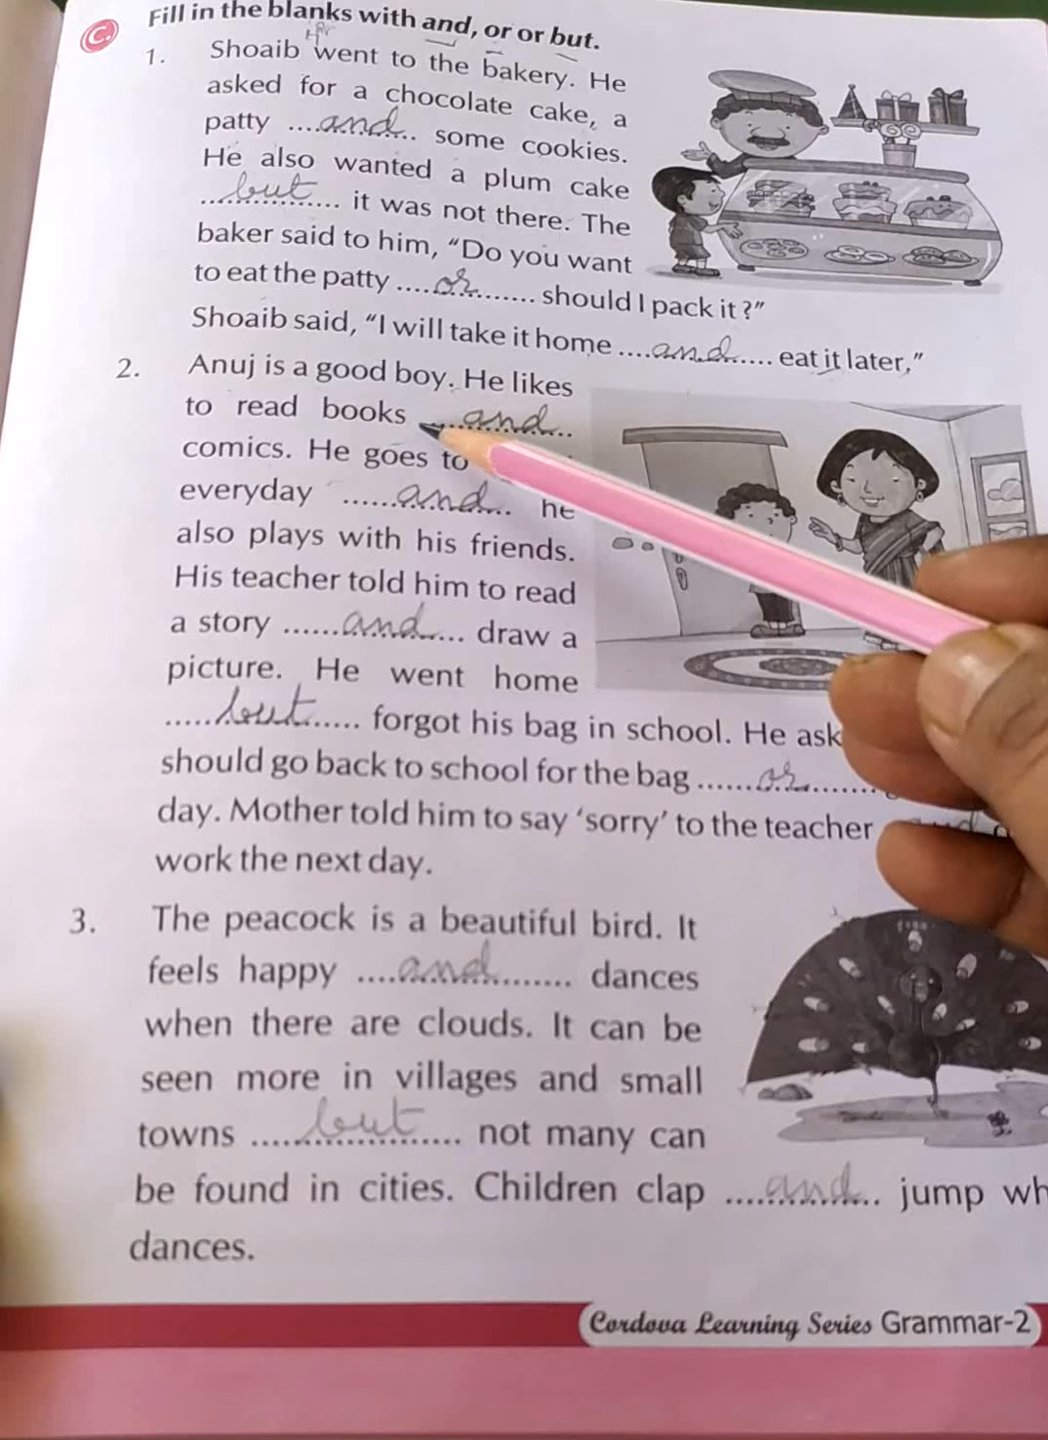 C. Fill in the blanks with and, or or but.
1. Shoaib went to the bakery. He
asked for a chocolate cake, a
patty ....and.... some cookies.
He also wanted a plum cake
....but.... it was not there. The
baker said to him, “Do you want
to eat the patty ....or.... should I pack it?”
Shoaib said, “I will take it home ....and.... eat it later,”
2. Anuj is a good boy. He likes
to read books ....and....
comics. He goes to
everyday ....and.... he
also plays with his friends.
His teacher told him to read
a story ....and.... draw a
picture. He went home
....but.... forgot his bag in school. He ask
should go back to school for the bag ....or....
day. Mother told him to say ‘sorry’ to the teacher
work the next day.
3. The peacock is a beautiful bird. It
feels happy ....and.... dances
when there are clouds. It can be
seen more in villages and small
towns ....but.... not many can
be found in cities. Children clap ....and.... jump wh
dances.
Cordova Learning Series Grammar-2